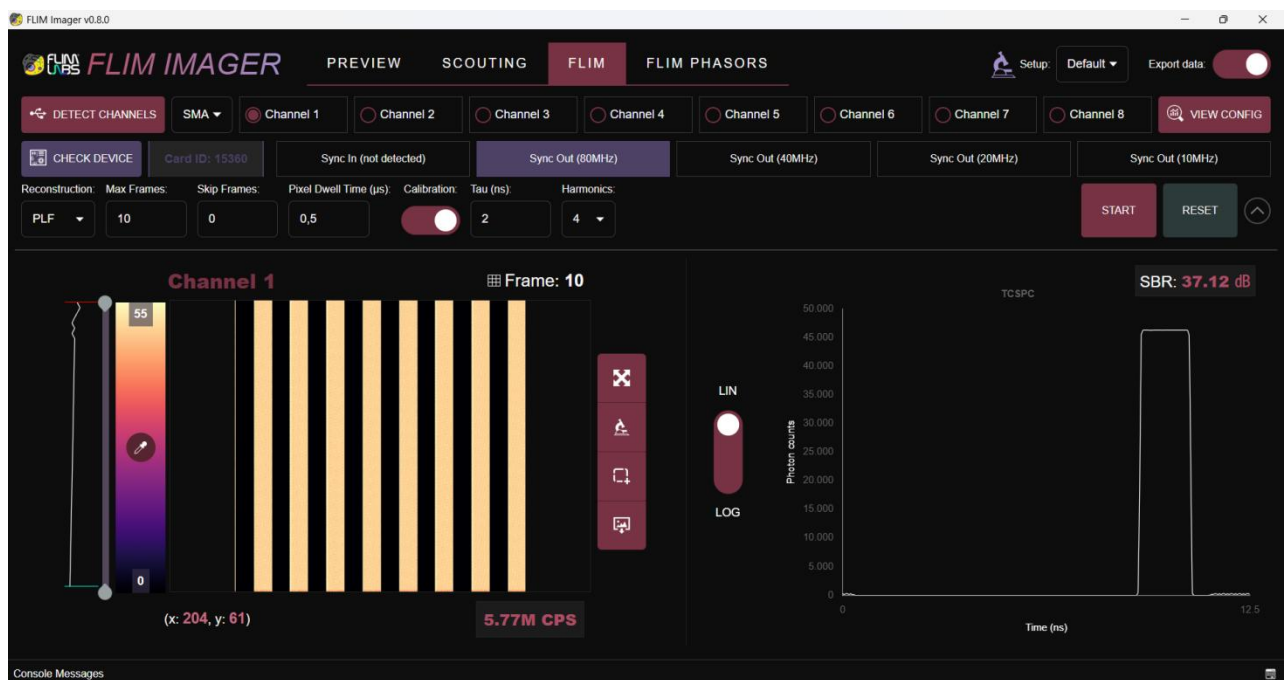 FLIM Imager v0.8.0
FLIM LABS FLIM IMAGER PREVIEW SCOUTING FLIM FLIM PHASORS Setup: Default Export data:
DETECT CHANNELS SMA Channel 1 Channel 2 Channel 3 Channel 4 Channel 5 Channel 6 Channel 7 Channel 8 VIEW CONFIG
CHECK DEVICE Card ID: 15360 Sync In (not detected) Sync Out (80MHz) Sync Out (40MHz) Sync Out (20MHz) Sync Out (10MHz)
Reconstruction: Max Frames: Skip Frames: Pixel Dwell Time (µs): Calibration: Tau (ns): Harmonics:
PLF 10 0 0,5 2 4 START RESET
Channel 1 Frame: 10
55
0
(x: 204, y: 61) 5.77M CPS
LIN
LOG
SBR: 37.12 dB
TCSPC
50.000
45.000
40.000
35.000
30.000
25.000
20.000
15.000
10.000
5.000
0
Photon counts
0 12.5
Time (ns)
Console Messages